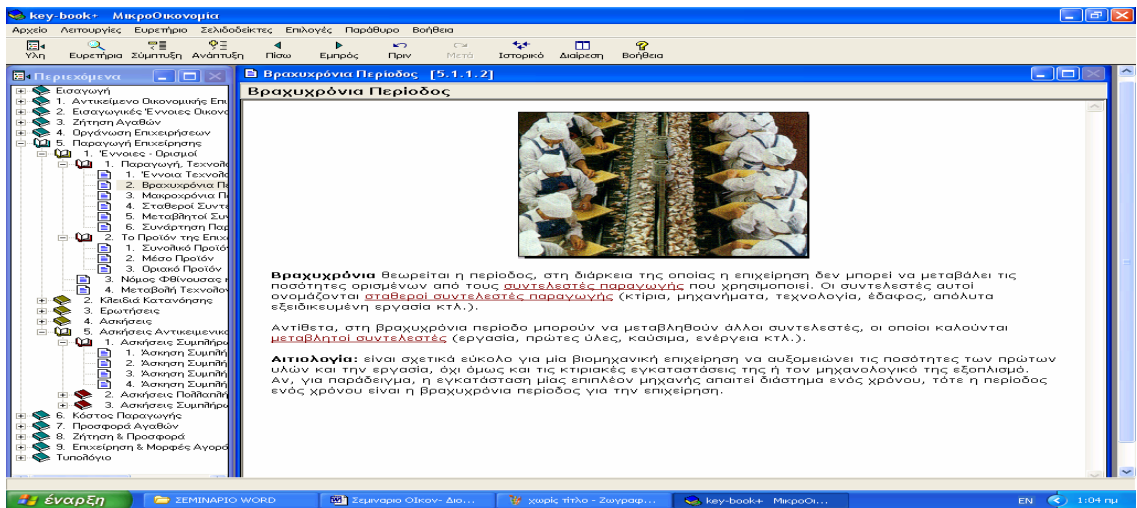 key-book+ ΜικροΟικονομία
Αρχείο Λειτουργίες Ευρετήριο Σελιδοδείκτες Επιλογές Παράθυρο Βοήθεια
Ύλη Ευρετήρια Σύμπτυξη Ανάπτυξη Πίσω Εμπρός Πριν Μετά Ιστορικό Διαίρεση Βοήθεια
Περιεχόμενα
Εισαγωγή
1. Αντικείμενο Οικονομικής Επι
2. Εισαγωγικές Έννοιες Οικονο
3. Ζήτηση Αγαθών
4. Οργάνωση Επιχειρήσεων
5. Παραγωγή Επιχείρησης
1. Έννοιες - Ορισμοί
1. Παραγωγή, Τεχνολο
1. Έννοια Τεχνολ
2. Βραχυχρόνια Πε
3. Μακροχρόνια Π
4. Σταθεροί Συντε
5. Μεταβλητοί Συν
6. Συνάρτηση Παρ
2. Το Προϊόν της Επιχ
1. Συνολικό Προϊόν
2. Μέσο Προϊόν
3. Οριακό Προϊόν
3. Νόμος Φθίνουσας
4. Μεταβολή Τεχνολογ
2. Κλειδιά Κατανόησης
3. Ερωτήσεις
4. Ασκήσεις
5. Ασκήσεις Αντικειμενικο
1. Ασκήσεις Συμπλήρω
1. Άσκηση Συμπλή
2. Άσκηση Συμπλή
3. Άσκηση Συμπλή
4. Άσκηση Συμπλή
2. Ασκήσεις Πολλαπλή
3. Ασκήσεις Συμπλήρω
6. Κόστος Παραγωγής
7. Προσφορά Αγαθών
8. Ζήτηση & Προσφορά
9. Επιχείρηση & Μορφές Αγορά
Τυπολόγιο
Βραχυχρόνια Περίοδος [5.1.1.2]
Βραχυχρόνια Περίοδος
Βραχυχρόνια θεωρείται η περίοδος, στη διάρκεια της οποίας η επιχείρηση δεν μπορεί να μεταβάλει τις
ποσότητες ορισμένων από τους συντελεστές παραγωγής που χρησιμοποιεί. Οι συντελεστές αυτοί
ονομάζονται σταθεροί συντελεστές παραγωγής (κτίρια, μηχανήματα, τεχνολογία, έδαφος, απόλυτα
εξειδικευμένη εργασία κτλ.).
Αντίθετα, στη βραχυχρόνια περίοδο μπορούν να μεταβληθούν άλλοι συντελεστές, οι οποίοι καλούνται
μεταβλητοί συντελεστές (εργασία, πρώτες ύλες, καύσιμα, ενέργεια κτλ.).
Αιτιολογία: είναι σχετικά εύκολο για μία βιομηχανική επιχείρηση να αυξομειώνει τις ποσότητες των πρώτων
υλών και την εργασία, όχι όμως και τις κτιριακές εγκαταστάσεις της ή τον μηχανολογικό της εξοπλισμό.
Αν, για παράδειγμα, η εγκατάσταση μίας επιπλέον μηχανής απαιτεί διάστημα ενός χρόνου, τότε η περίοδος
ενός χρόνου είναι η βραχυχρόνια περίοδος για την επιχείρηση.
έναρξη ΣΕΜΙΝΑΡΙΟ WORD Σεμιναριο ΟΙκον- Διο... χωρίς τίτλο - Ζωγραφ... key-book+ ΜικροΟι... EN 1:04 πμ